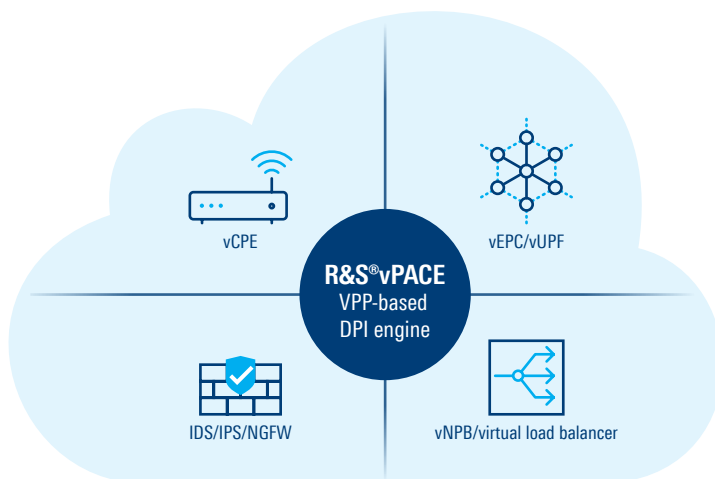 vCPE
vEPC/vUPF
R&S®vPACE
VPP-based
DPI engine
IDS/IPS/NGFW
vNPB/virtual load balancer